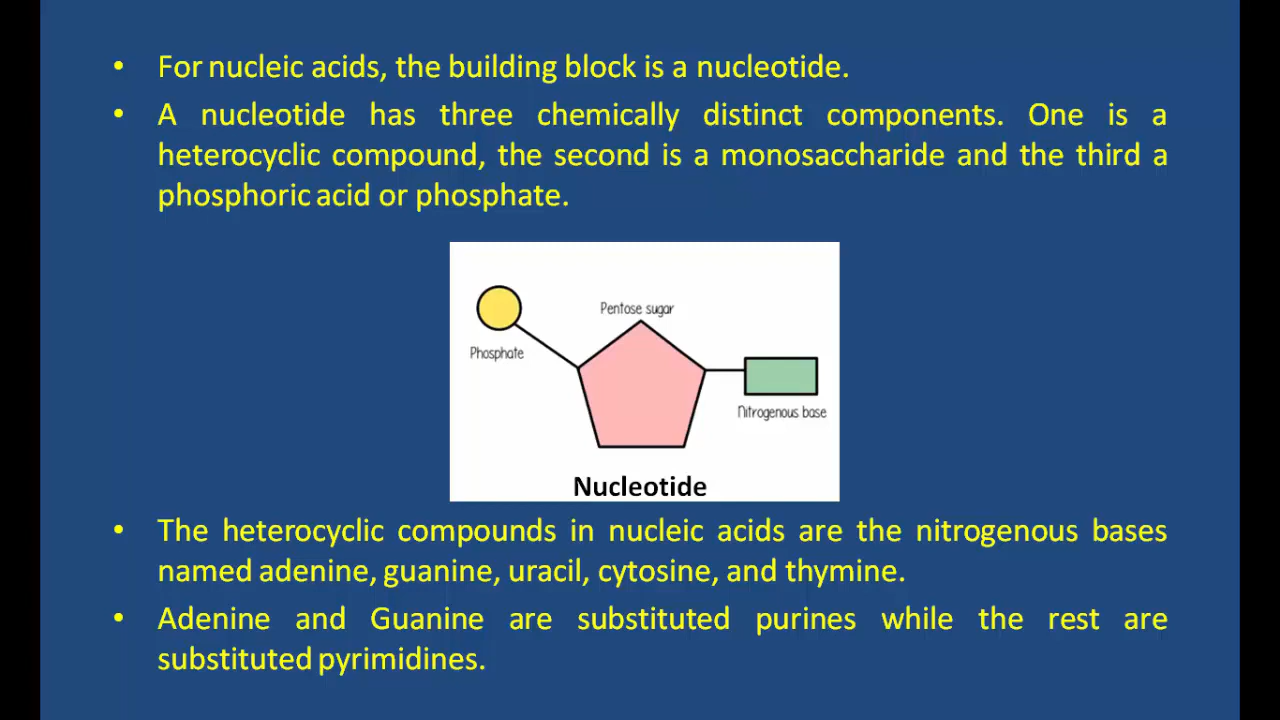 • For nucleic acids, the building block is a nucleotide.
• A nucleotide has three chemically distinct components. One is a
heterocyclic compound, the second is a monosaccharide and the third a
phosphoric acid or phosphate.
Pentose sugar
Phosphate
Nitrogenous base
Nucleotide
• The heterocyclic compounds in nucleic acids are the nitrogenous bases
named adenine, guanine, uracil, cytosine, and thymine.
• Adenine and Guanine are substituted purines while the rest are
substituted pyrimidines.